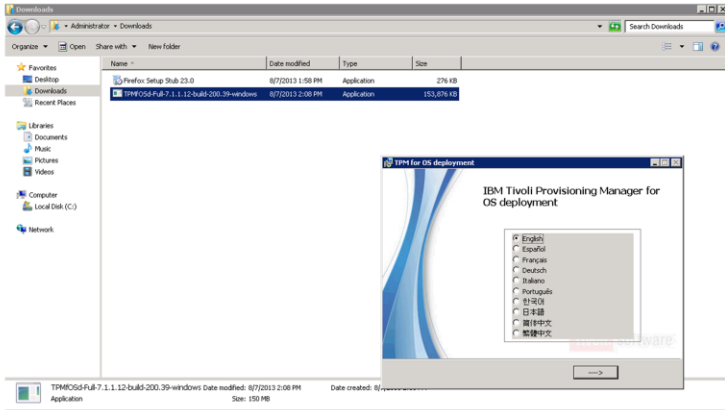 Downloads
Administrator
Downloads
Search Downloads
Organize
Open
Share with
New folder
Name
Date modified
Type
Size
Favorites
Desktop
Downloads
Recent Places
Libraries
Documents
Music
Pictures
Videos
Computer
Local Disk (C:)
Network
Firefox Setup Stub 23.0 8/7/2013 1:58 PM Application 276 KB
TPMfOSd-Full-7.1.1.12-build-200.39-windows 8/7/2013 2:08 PM Application 153,876 KB
TPM for OS deployment
IBM Tivoli Provisioning Manager for
OS deployment
English
Español
Français
Deutsch
Italiano
Português
한국어
日本語
简体中文
繁體中文
Tivoli software
--->
TPMfOSd-Full-7.1.1.12-build-200.39-windows Date modified: 8/7/2013 2:08 PM Date created: 8/
Application Size: 150 MB